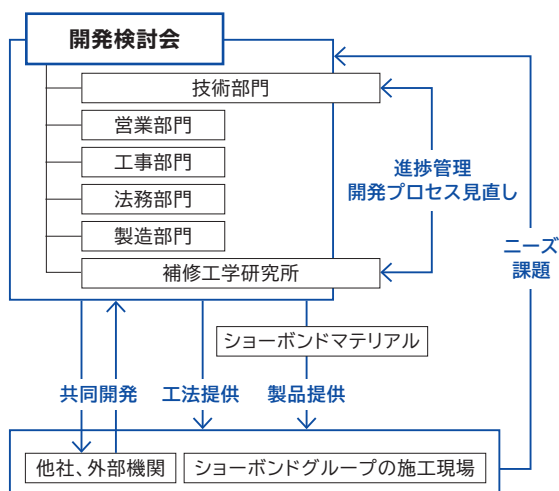 開発検討会
技術部門
営業部門
工事部門
法務部門
製造部門
補修工学研究所
進捗管理
開発プロセス見直し
ニーズ
課題
ショーボンドマテリアル
共同開発
工法提供
製品提供
他社、外部機関
ショーボンドグループの施工現場